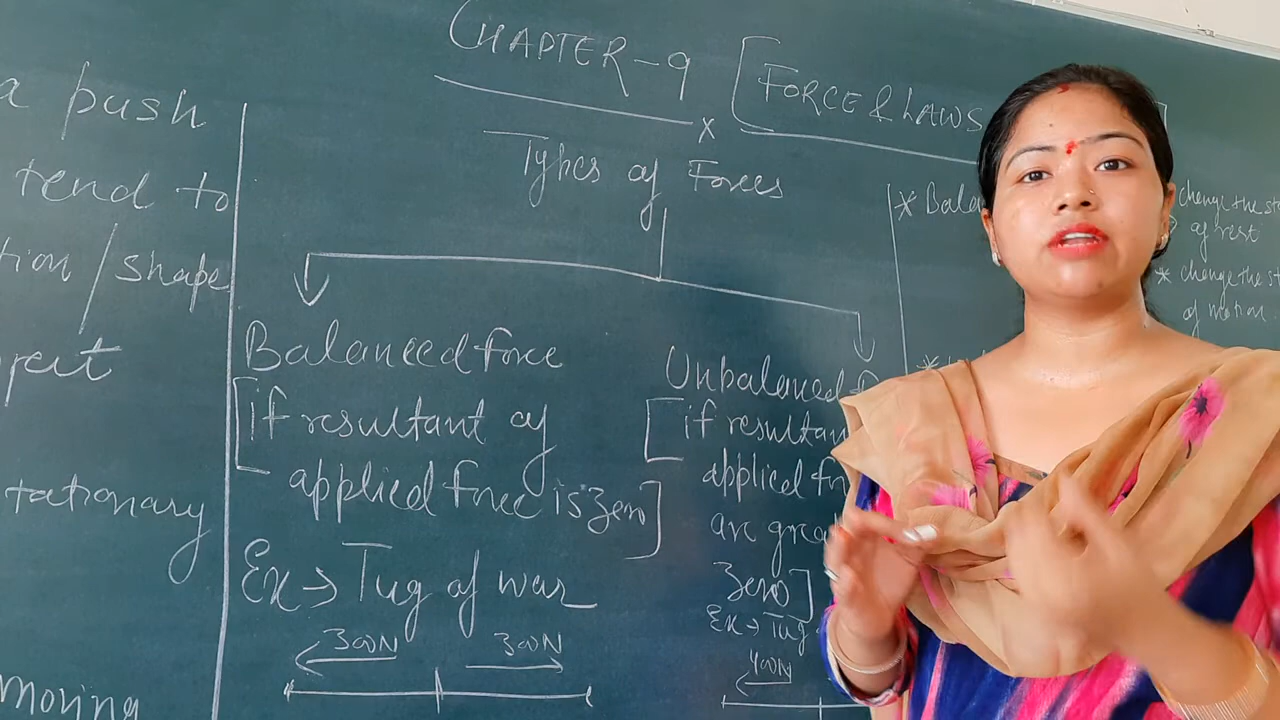 CHAPTER-9 [FORCE & LAWS ]
a push
tend to
tion / shape
tationary
moving
x
Types of Forces
Balanced force
[if resultant of
applied force is zero]
Ex → Tug of war
300N 300N
Unbalanced f
[if resultan
applied fo
are grea
zero]
Ex → Tug
400N
* Bala
change the st
of rest
* change the st
of motion